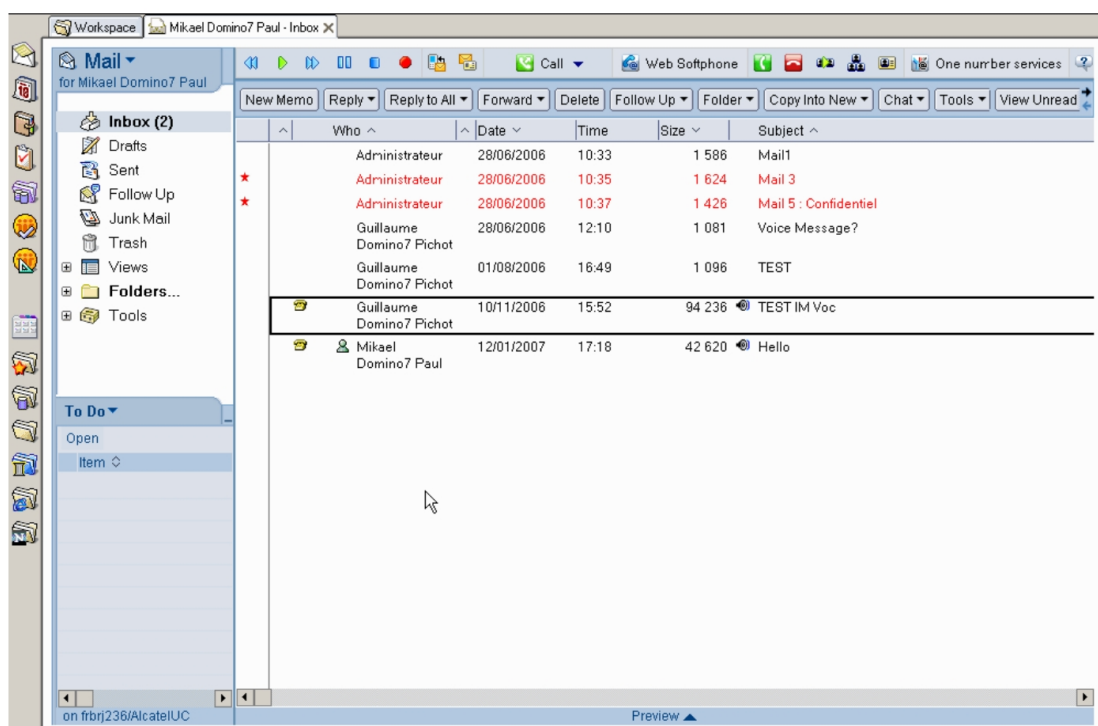 Workspace Mikael Domino7 Paul - Inbox
Mail
for Mikael Domino7 Paul
Call Web Softphone One number services
New Memo Reply Reply to All Forward Delete Follow Up Folder Copy Into New Chat Tools View Unread
Inbox (2)
Drafts
Sent
Follow Up
Junk Mail
Trash
Views
Folders...
Tools
Who Date Time Size Subject
Administrateur 28/06/2006 10:33 1 586 Mail1
Administrateur 28/06/2006 10:35 1 624 Mail 3
Administrateur 28/06/2006 10:37 1 426 Mail 5 : Confidentiel
Guillaume 28/06/2006 12:10 1 081 Voice Message?
Domino7 Pichot
Guillaume 01/08/2006 16:49 1 096 TEST
Domino7 Pichot
Guillaume 10/11/2006 15:52 94 236 TEST IM Voc
Domino7 Pichot
Mikael 12/01/2007 17:18 42 620 Hello
Domino7 Paul
To Do
Open
Item
on frbrj236/AlcatelUC
Preview
18